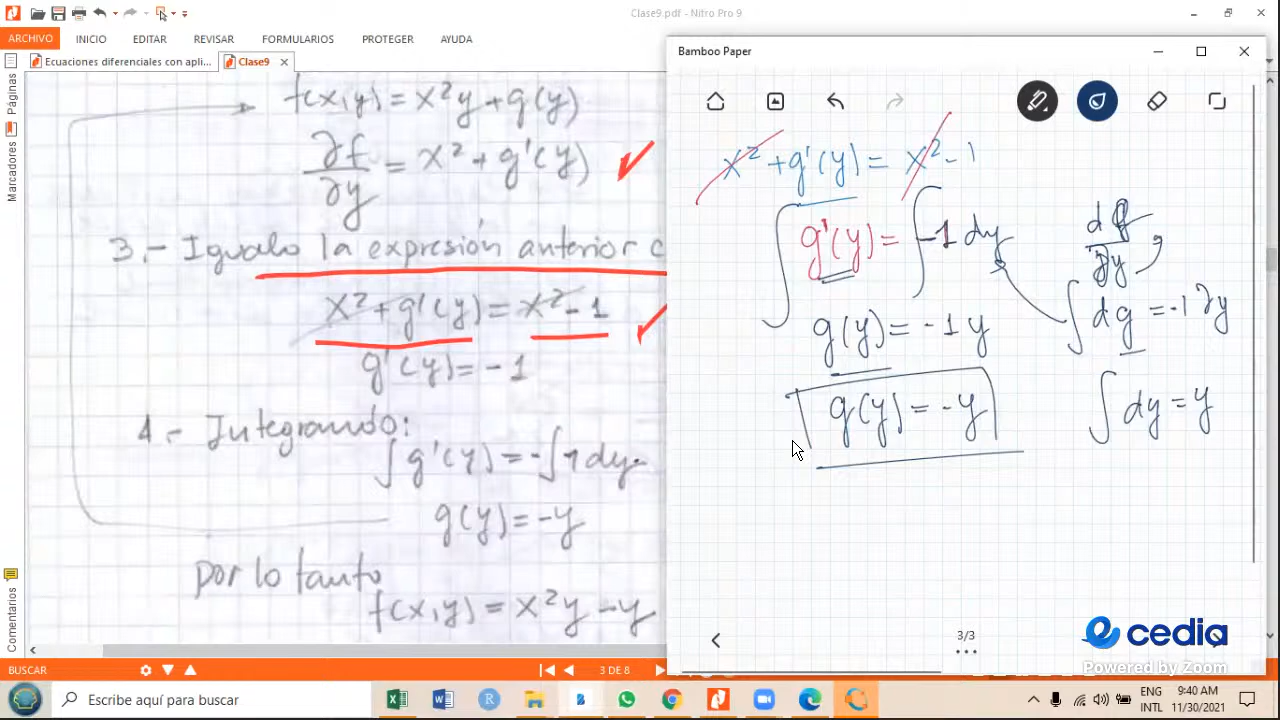 Clase9.pdf - Nitro Pro 9
ARCHIVO INICIO EDITAR REVISAR FORMULARIOS PROTEGER AYUDA
Ecuaciones diferenciales con apli... Clase9
Páginas
Marcadores
Comentarios
f(x,y) = x²y + g(y)
∂f/∂y = x² + g'(y)
3.- Igualo la expresión anterior c
x² + g'(y) = x² - 1
g'(y) = -1
4.- Integrando:
∫ g'(y) = -∫ 1 dy
g(y) = -y
por lo tanto
f(x,y) = x²y - y
BUSCAR
3 DE 8
Bamboo Paper
x² + g'(y) = x² - 1
∫ g'(y) = ∫ -1 dy
g(y) = -1 y
g(y) = -y
dg/∂y
∫ dg = -1 ∂y
∫ dy = y
3/3
cedia
Powered by Zoom
Escribe aquí para buscar
ENG
INTL
9:40 AM
11/30/2021